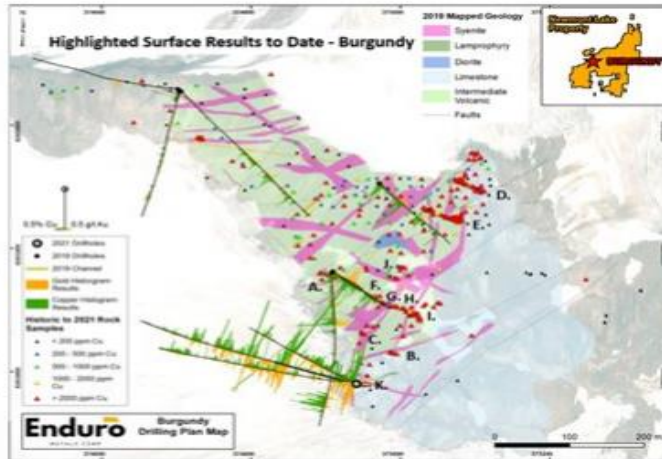 Highlighted Surface Results to Date - Burgundy
2019 Mapped Geology
Syenite
Lamprophyry
Diorite
Limestone
Intermediate
Volcanic
Faults
Newmont Lake
Property
BURGUNDY
D.
E.
J.
A.
F.
G.
H.
I.
C.
B.
K.
0.5% Cu
0.5 g/t Au
2021 Drillholes
2018 Drillholes
2019 Channel
Gold Histogram
Results
Copper Histogram
Results
Historic to 2021 Rock
Samples
< 200 ppm Cu
200 - 500 ppm Cu
500 - 1000 ppm Cu
1000 - 2000 ppm Cu
> 2000 ppm Cu
Enduro
METALS CORP
Burgundy
Drilling Plan Map
0
100
200 m